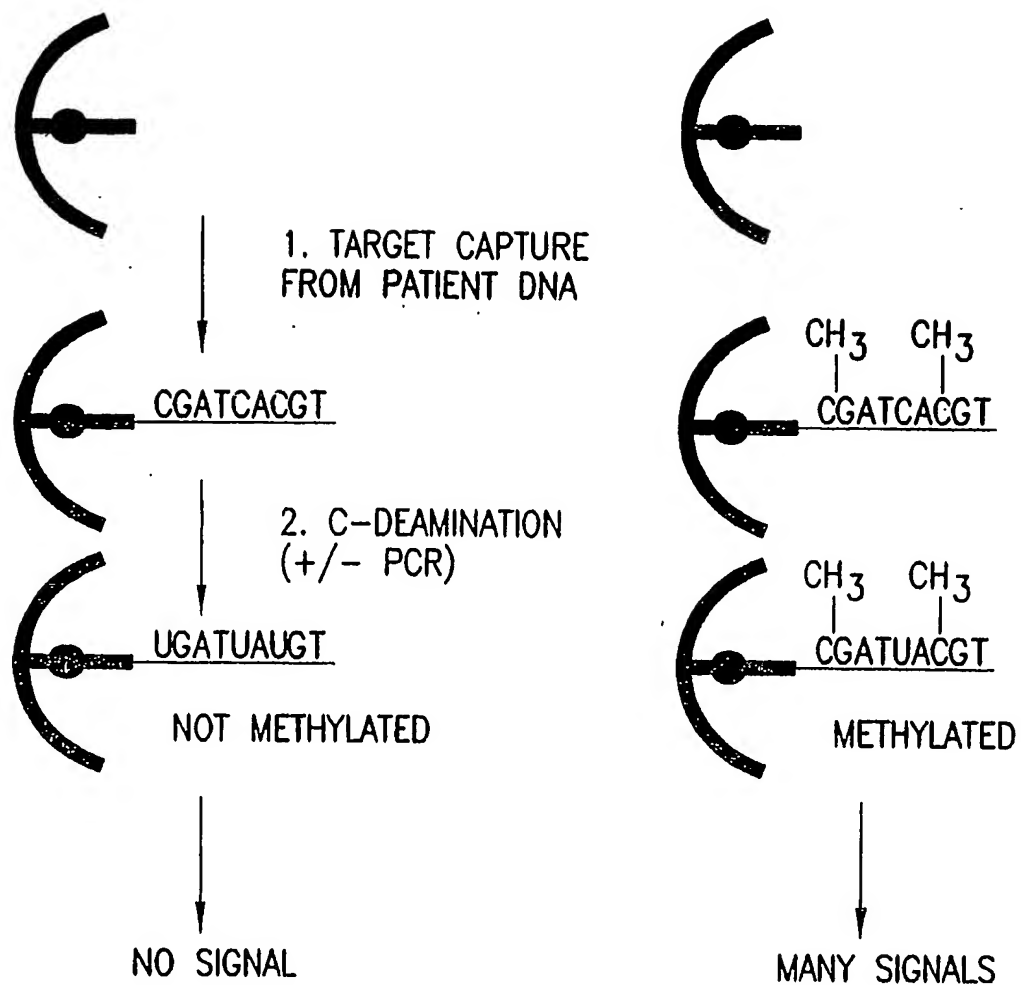 1. TARGET CAPTURE
FROM PATIENT DNA
CGATCACGT
CH3 CH3
CGATCACGT
2. C-DEAMINATION
(+/- PCR)
UGATUAUGT
NOT METHYLATED
CH3 CH3
CGATUACGT
METHYLATED
NO SIGNAL
MANY SIGNALS